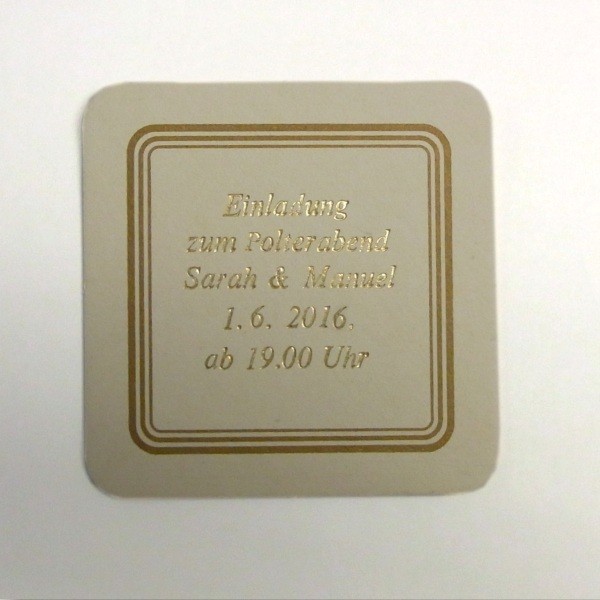 Einladung
zum Polterabend
Sarah & Manuel
1. 6. 2016,
ab 19.00 Uhr